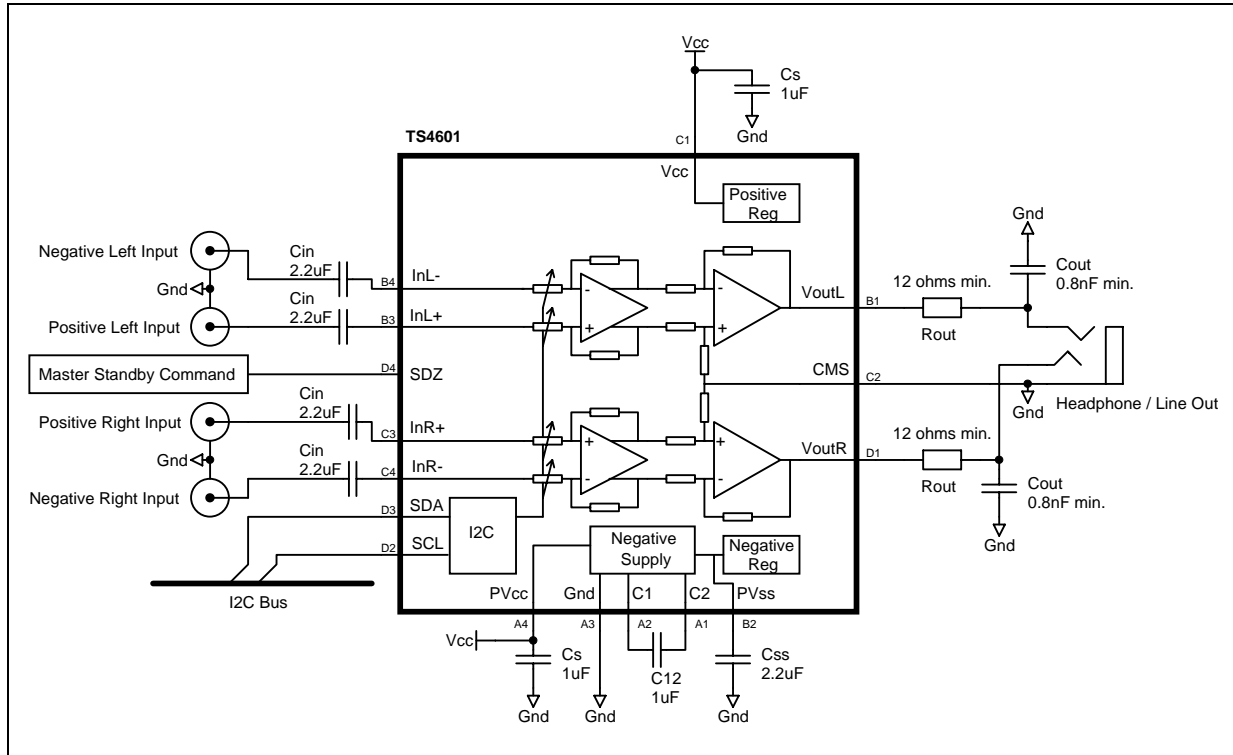 Vcc
Cs
1uF
Gnd
TS4601
C1
Vcc
Positive
Reg
Negative Left Input
Cin
2.2uF
B4
InL-
Gnd
Cin
2.2uF
Positive Left Input
B3
InL+
-
+
-
+
VoutL
B1
12 ohms min.
Rout
Gnd
Cout
0.8nF min.
Master Standby Command
D4
SDZ
CMS
C2
Gnd
Headphone / Line Out
Positive Right Input
Cin
2.2uF
C3
InR+
Gnd
Cin
2.2uF
C4
InR-
Negative Right Input
+
-
+
-
VoutR
D1
12 ohms min.
Rout
Cout
0.8nF min.
Gnd
D3
SDA
D2
SCL
I2C
I2C Bus
Negative
Supply
Negative
Reg
PVcc
Gnd
C1
C2
PVss
A4
A3
A2
A1
B2
Vcc
Cs
1uF
Gnd
Gnd
C12
1uF
Css
2.2uF
Gnd